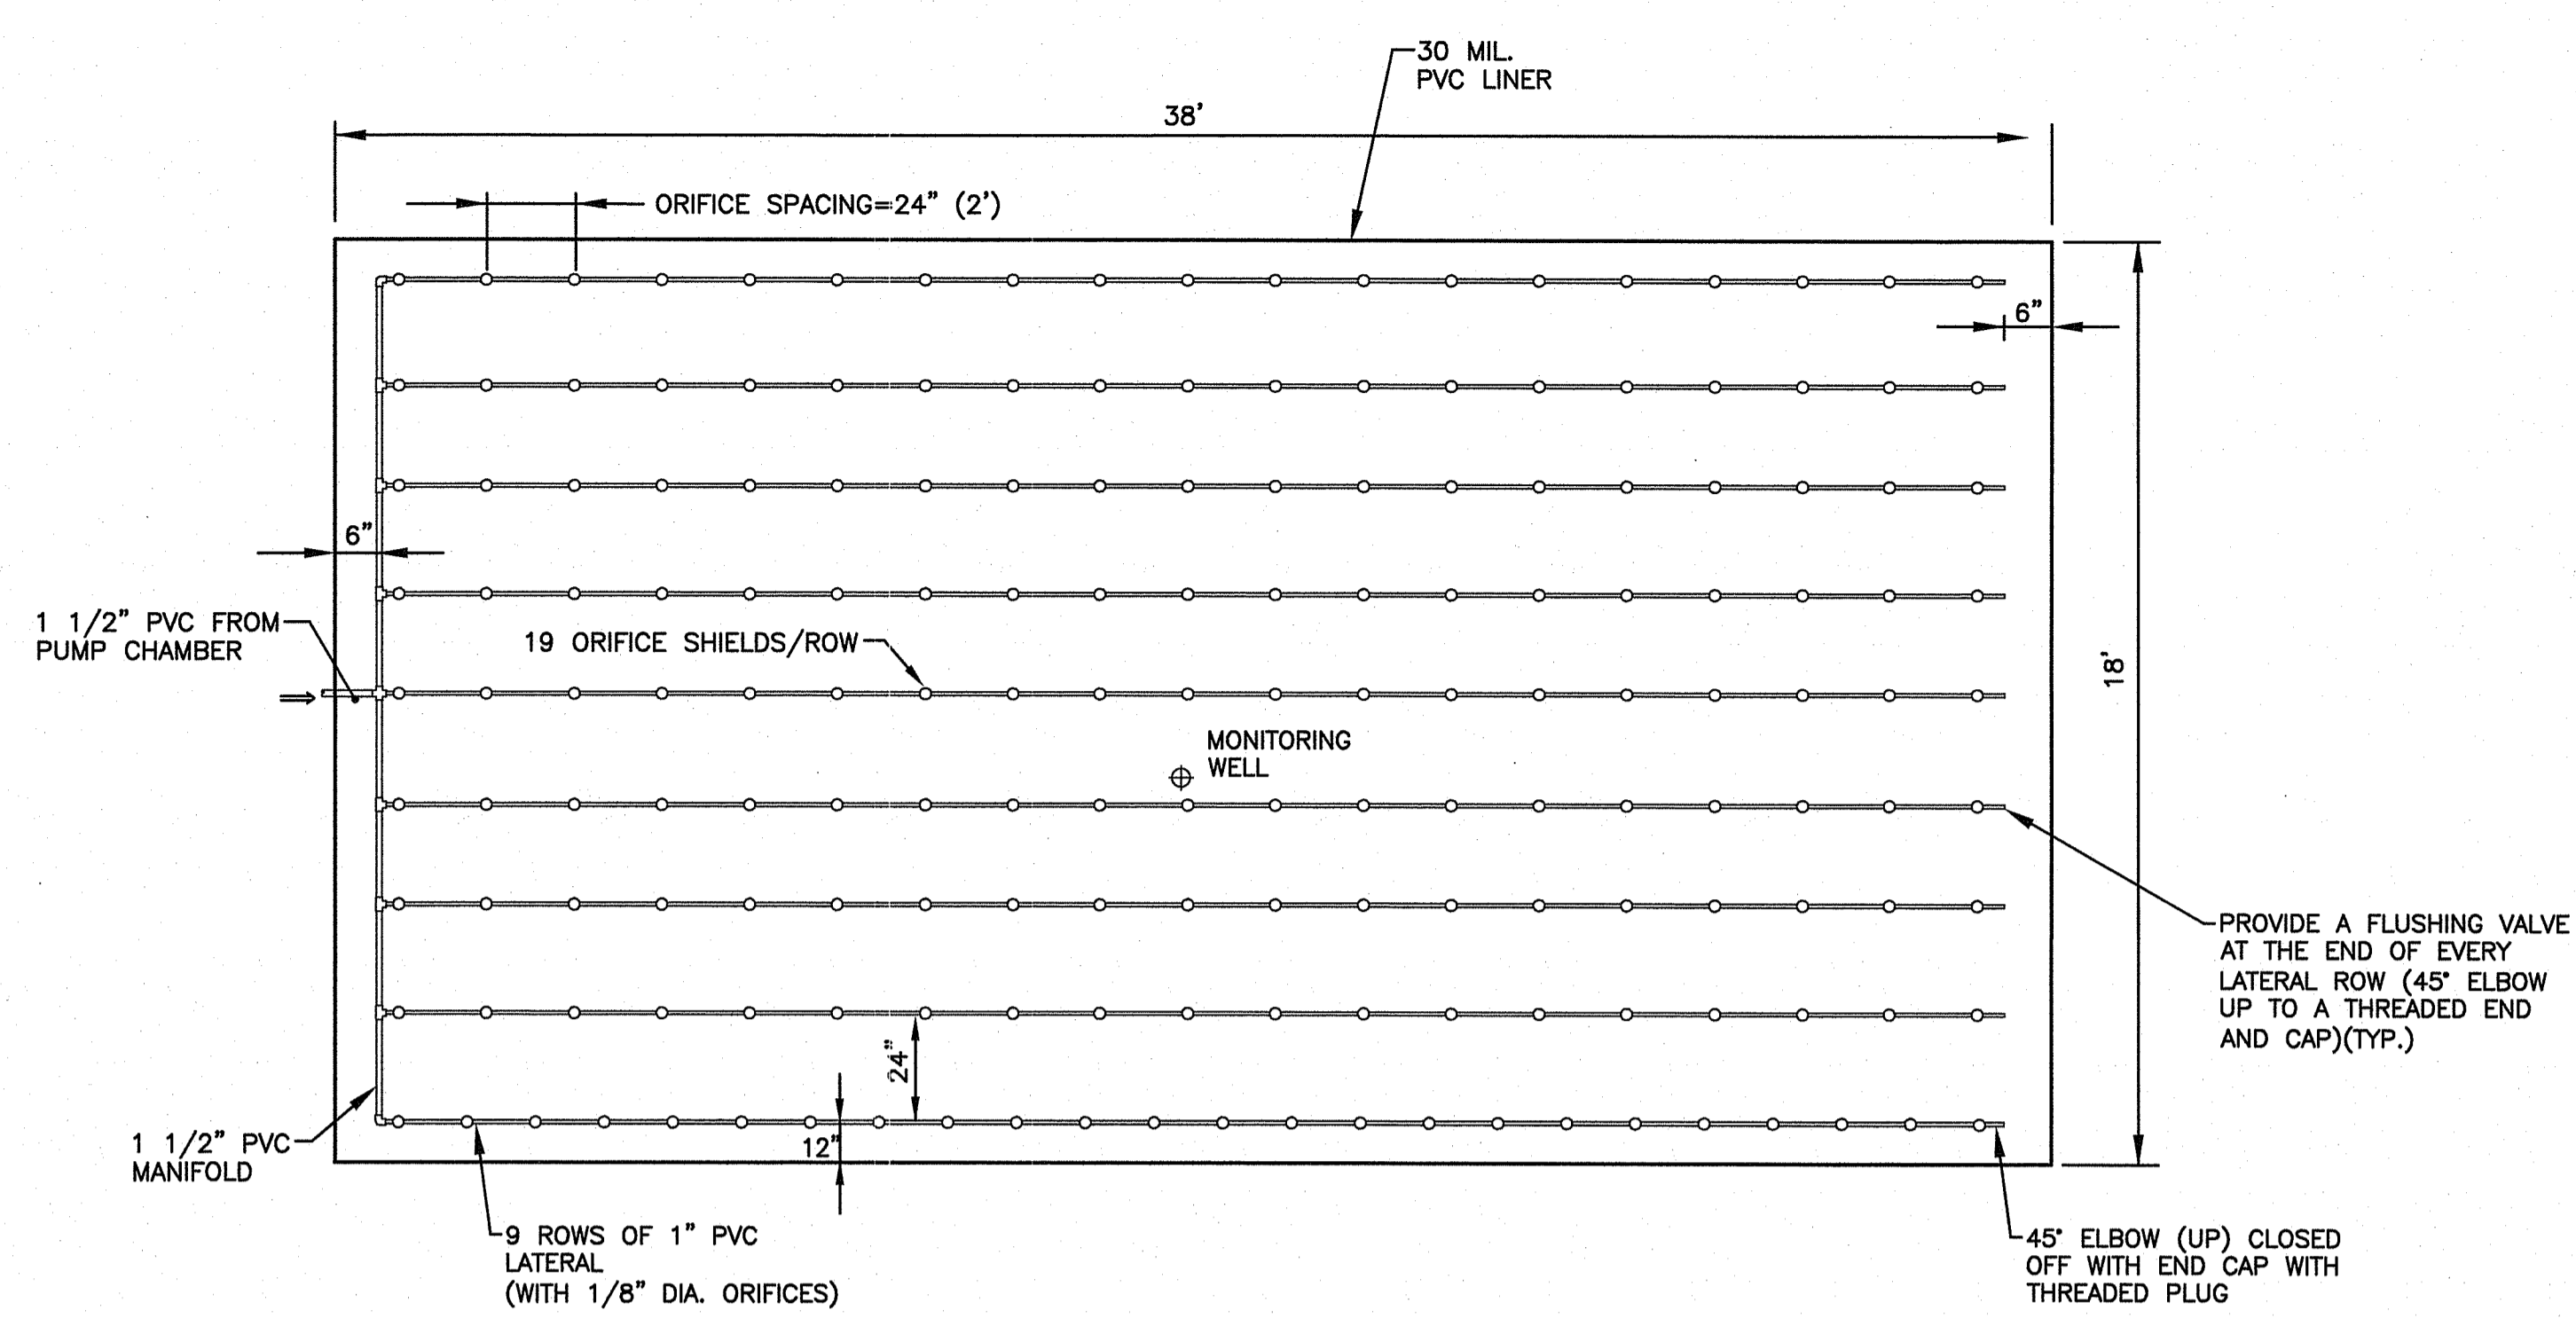 30 MIL.
PVC LINER
38'
ORIFICE SPACING=24" (2')
6"
6"
1 1/2" PVC FROM
PUMP CHAMBER
19 ORIFICE SHIELDS/ROW
18'
MONITORING
WELL
PROVIDE A FLUSHING VALVE
AT THE END OF EVERY
LATERAL ROW (45° ELBOW
UP TO A THREADED END
AND CAP)(TYP.)
24"
12"
1 1/2" PVC
MANIFOLD
9 ROWS OF 1" PVC
LATERAL
(WITH 1/8" DIA. ORIFICES)
45° ELBOW (UP) CLOSED
OFF WITH END CAP WITH
THREADED PLUG